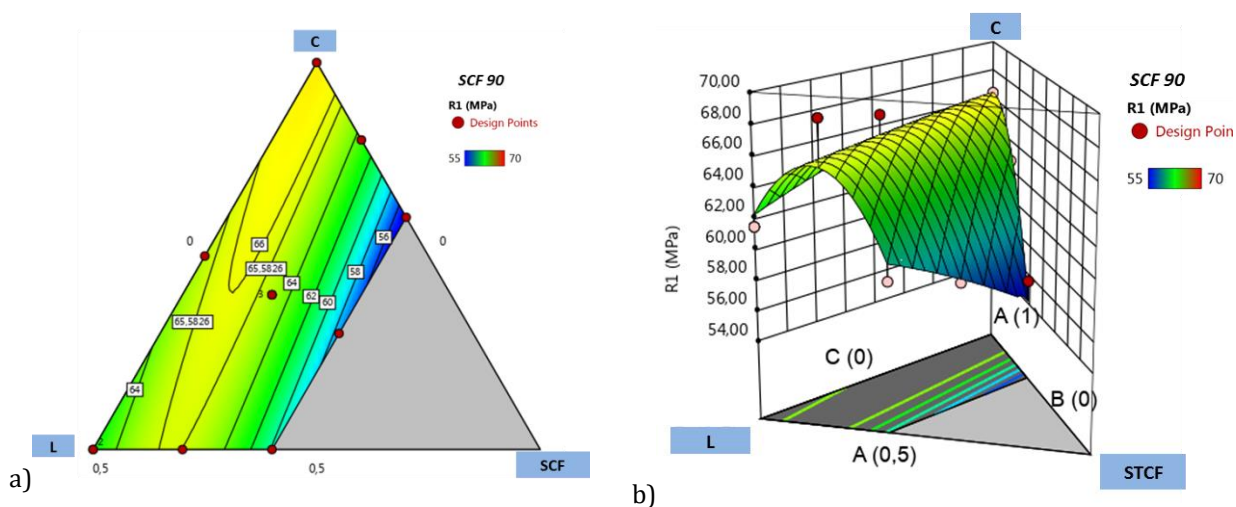 C
SCF 90
R1 (MPa)
Design Points
55 70
0 0
56
66
65,5826
58
64
3
62
60
65,5826
64
2
L
SCF
0,5 0,5
a)
C
SCF 90
R1 (MPa)
Design Poin
55 70
70,00
68,00
66,00
64,00
62,00
60,00
58,00
56,00
54,00
R1 (MPa)
A (1)
C (0)
B (0)
L
A (0,5)
STCF
b)